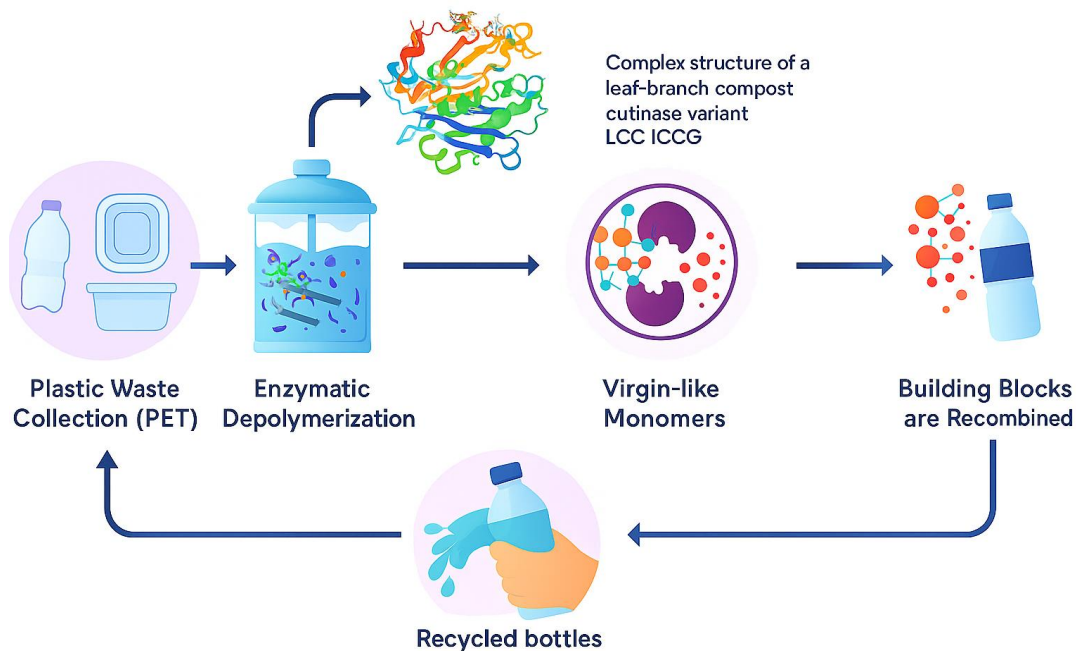 Complex structure of a
leaf-branch compost
cutinase variant
LCC ICCG
Plastic Waste
Collection (PET)
Enzymatic
Depolymerization
Virgin-like
Monomers
Building Blocks
are Recombined
Recycled bottles